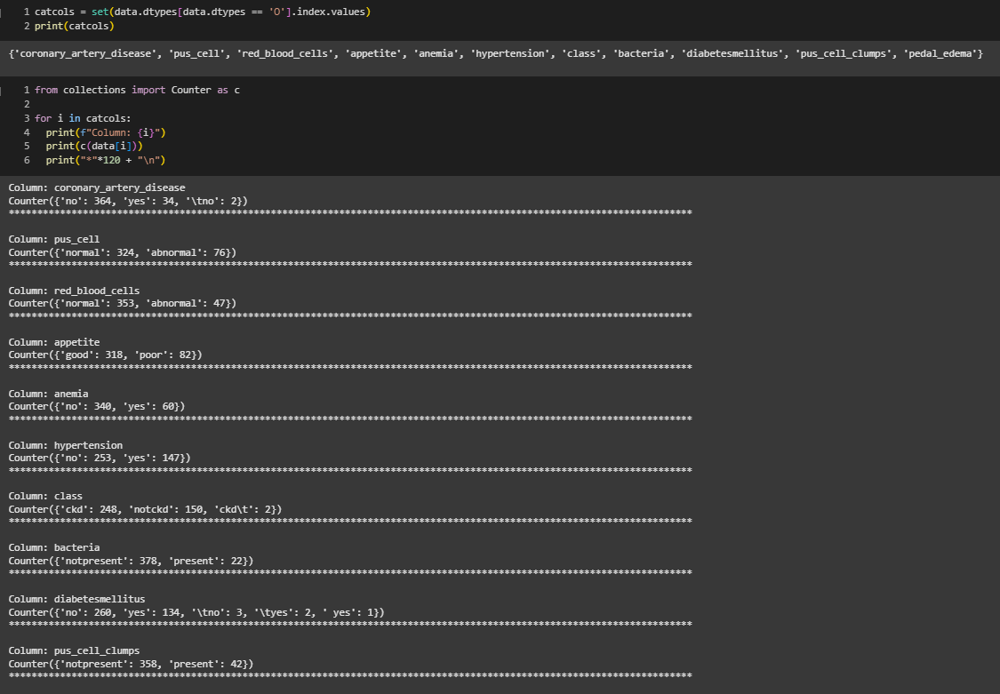 1 catcols = set(data.dtypes[data.dtypes == 'O'].index.values)
2 print(catcols)
{'coronary_artery_disease', 'pus_cell', 'red_blood_cells', 'appetite', 'anemia', 'hypertension', 'class', 'bacteria', 'diabetesmellitus', 'pus_cell_clumps', 'pedal_edema'}
1 from collections import Counter as c
2
3 for i in catcols:
4   print(f"Column: {i}")
5   print(c(data[i]))
6   print("*"*120 + "\n")
Column: coronary_artery_disease
Counter({'no': 364, 'yes': 34, '\tno': 2})
************************************************************************************************************************
Column: pus_cell
Counter({'normal': 324, 'abnormal': 76})
************************************************************************************************************************
Column: red_blood_cells
Counter({'normal': 353, 'abnormal': 47})
************************************************************************************************************************
Column: appetite
Counter({'good': 318, 'poor': 82})
************************************************************************************************************************
Column: anemia
Counter({'no': 340, 'yes': 60})
************************************************************************************************************************
Column: hypertension
Counter({'no': 253, 'yes': 147})
************************************************************************************************************************
Column: class
Counter({'ckd': 248, 'notckd': 150, 'ckd\t': 2})
************************************************************************************************************************
Column: bacteria
Counter({'notpresent': 378, 'present': 22})
************************************************************************************************************************
Column: diabetesmellitus
Counter({'no': 260, 'yes': 134, '\tno': 3, '\tyes': 2, ' yes': 1})
************************************************************************************************************************
Column: pus_cell_clumps
Counter({'notpresent': 358, 'present': 42})
************************************************************************************************************************